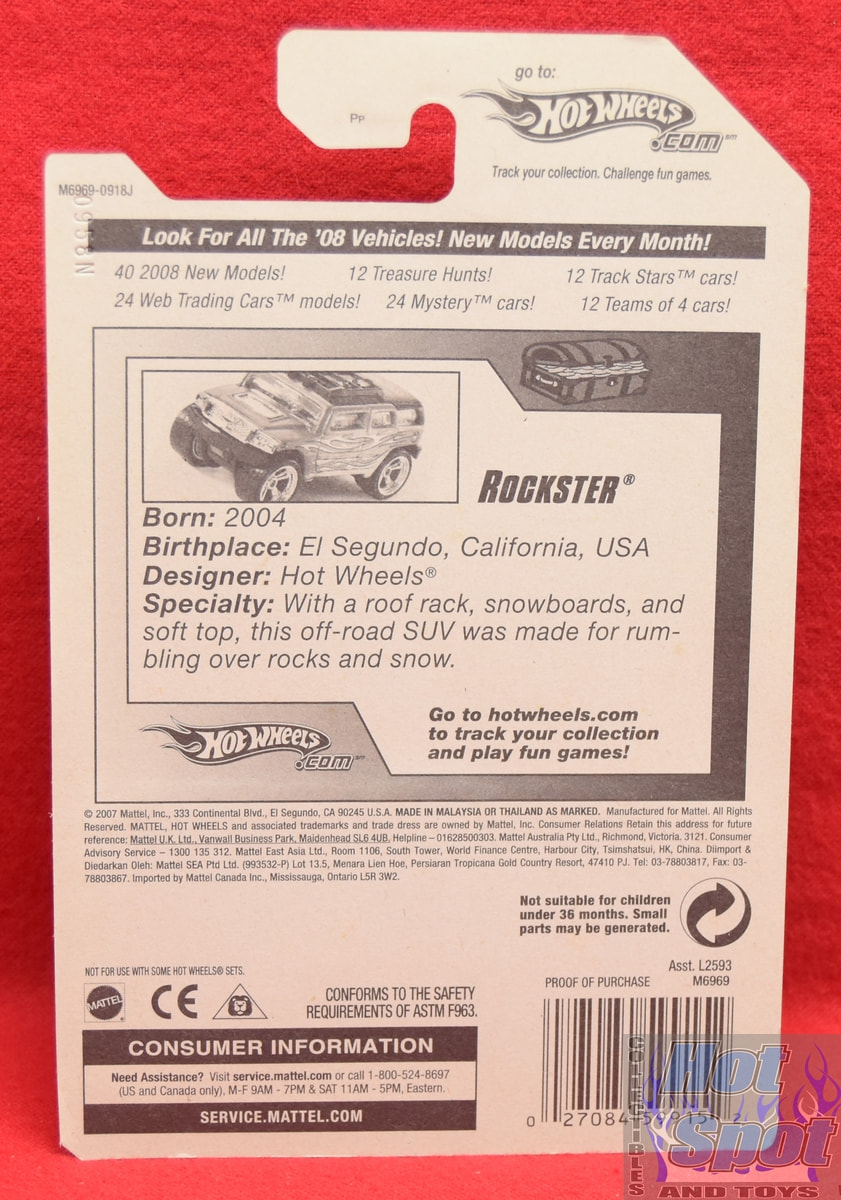 go to:
HOT WHEELS
.COM℠
PP
Track your collection. Challenge fun games.
M6969-0918J
Look For All The '08 Vehicles! New Models Every Month!
40 2008 New Models! 12 Treasure Hunts! 12 Track Stars™ cars!
24 Web Trading Cars™ models! 24 Mystery™ cars! 12 Teams of 4 cars!
ROCKSTER®
Born: 2004
Birthplace: El Segundo, California, USA
Designer: Hot Wheels®
Specialty: With a roof rack, snowboards, and
soft top, this off-road SUV was made for rum-
bling over rocks and snow.
HOT WHEELS
.COM℠
Go to hotwheels.com
to track your collection
and play fun games!
© 2007 Mattel, Inc., 333 Continental Blvd., El Segundo, CA 90245 U.S.A. MADE IN MALAYSIA OR THAILAND AS MARKED. Manufactured for Mattel. All Rights
Reserved. MATTEL, HOT WHEELS and associated trademarks and trade dress are owned by Mattel, Inc. Consumer Relations Retain this address for future
reference: Mattel U.K. Ltd., Vanwall Business Park, Maidenhead SL6 4UB. Helpline – 01628500303. Mattel Australia Pty Ltd., Richmond, Victoria. 3121. Consumer
Advisory Service – 1300 135 312. Mattel East Asia Ltd., Room 1106, South Tower, World Finance Centre, Harbour City, Tsimshatsui, HK, China. Diimport &
Diedarkan Oleh: Mattel SEA Ptd Ltd. (993532-P) Lot 13.5, Menara Lien Hoe, Persiaran Tropicana Gold Country Resort, 47410 PJ. Tel: 03-78803817, Fax: 03-
78803867. Imported by Mattel Canada Inc., Mississauga, Ontario L5R 3W2.
Not suitable for children
under 36 months. Small
parts may be generated.
Asst. L2593
PROOF OF PURCHASE M6969
NOT FOR USE WITH SOME HOT WHEELS® SETS.
MATTEL
CE
CONFORMS TO THE SAFETY
REQUIREMENTS OF ASTM F963.
CONSUMER INFORMATION
Need Assistance? Visit service.mattel.com or call 1-800-524-8697
(US and Canada only), M-F 9AM - 7PM & SAT 11AM - 5PM, Eastern.
SERVICE.MATTEL.COM
COLLECTIBLES
Hot
Spot
AND TOYS